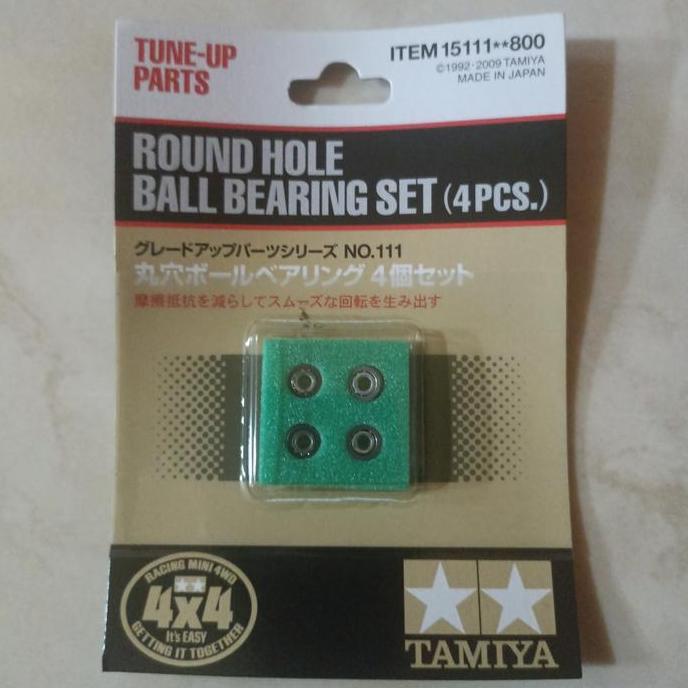 TUNE-UP
PARTS
ITEM 15111**800
©1992・2009 TAMIYA
MADE IN JAPAN
ROUND HOLE
BALL BEARING SET (4PCS.)
グレードアップパーツシリーズ NO.111
丸穴ボールベアリング 4個セット
摩擦抵抗を減らしてスムーズな回転を生み出す
RACING MINI 4WD
4x4
It's EASY
GETTING IT TOGETHER
TAMIYA